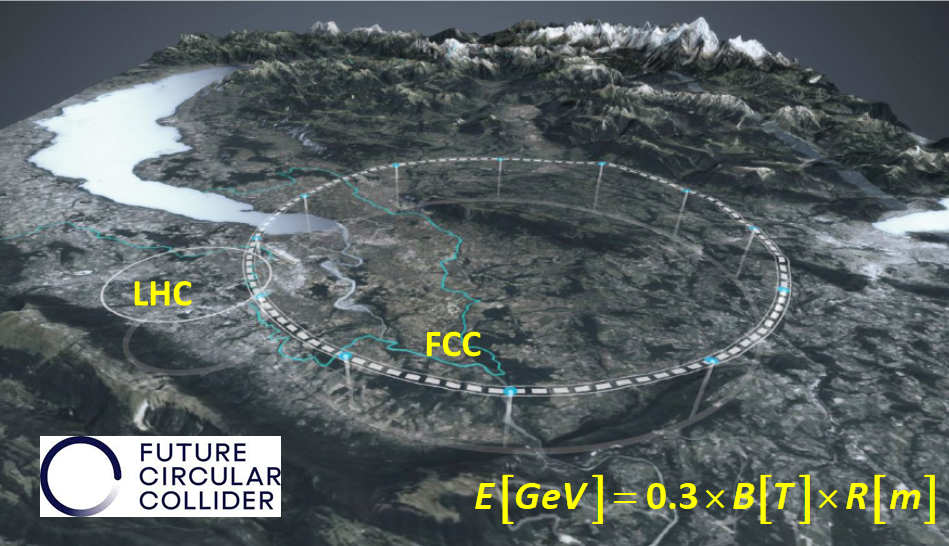 LHC
FCC
FUTURE
CIRCULAR
COLLIDER
E[GeV] = 0.3 × B[T] × R[m]